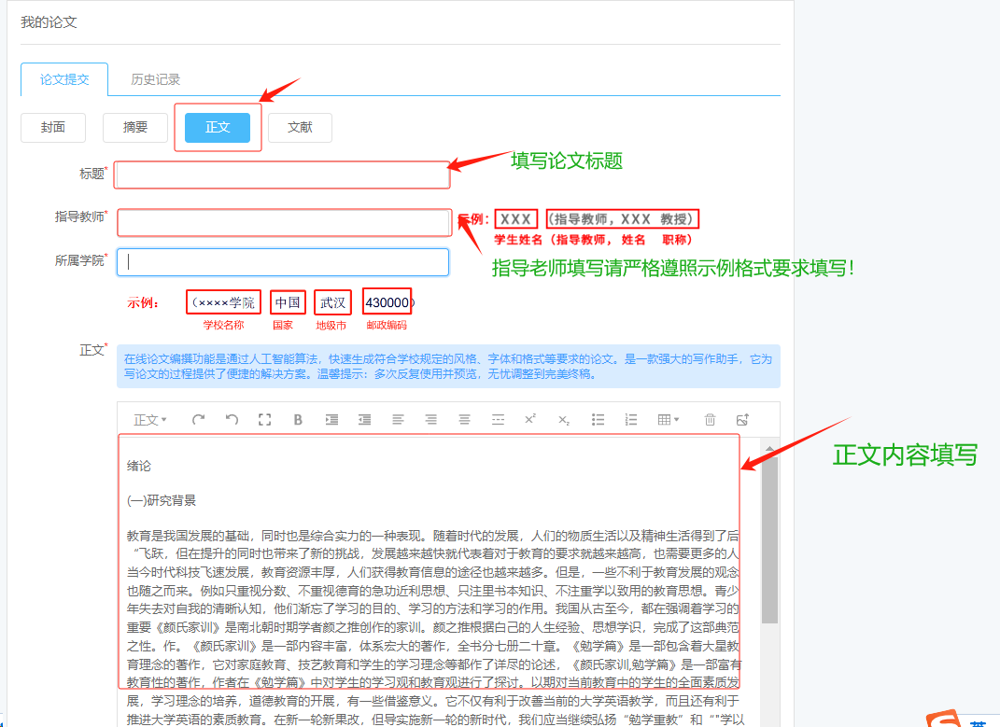 我的论文
论文提交 历史记录
封面 摘要 正文 文献
标题*
填写论文标题
指导教师*
示例： XXX (指导教师，XXX 教授)
学生姓名（指导教师， 姓名 职称）
所属学院*
指导老师填写请严格遵照示例格式要求填写！
示例： （××××学院 中国 武汉 430000）
学校名称 国家 地级市 邮政编码
正文*
在线论文编撰功能是通过人工智能算法，快速生成符合学校规定的风格、字体和格式等要求的论文。是一款强大的写作助手，它为
写论文的过程提供了便捷的解决方案。温馨提示：多次反复使用并预览，无忧调整到完美终稿。
正文 B x² x₂
正文内容填写
绪论
(一)研究背景
教育是我国发展的基础，同时也是综合实力的一种表现。随着时代的发展，人们的物质生活以及精神生活得到了后
“飞跃，但在提升的同时也带来了新的挑战，发展越来越快就代表着对于教育的要求就越来越高，也需要更多的人
当今时代科技飞速发展，教育资源丰厚，人们获得教育信息的途径也越来越多。但是，一些不利于教育发展的观念
也随之而来。例如只重视分数、不重视德育的急功近利思想、只注里书本知识、不注重学以致用的教育思想。青少
年失去对自我的清晰认知，他们渐忘了学习的目的、学习的方法和学习的作用。我国从古至今，都在强调着学习的
重要《颜氏家训》是南北朝时期学者颜之推创作的家训。颜之推根据白己的人生经验、思想学识，完成了这部典范
之性。作。《颜氏家训》是一部内容丰富，体系宏大的著作，全书分七册二十章。《勉学篇》是一部包含着大星教
育理念的著作，它对家庭教育、技艺教育和学生的学习理念等都作了详尽的论述，《颜氏家训,勉学篇》是一部富有
教育性的著作，作者在《勉学篇》中对学生的学习观和教育观进行了探讨。以期对当前教育中的学生的全面素质发
展，学习理念的培养，道德教育的开展，有一些借鉴意义。它不仅有利于改善当前的大学英语教学，而且还有利于
推进大学英语的素质教育。在新一轮新果改，但导实施新一轮的新时代，我们应当继续弘扬“勉学重教”和“"学以
英